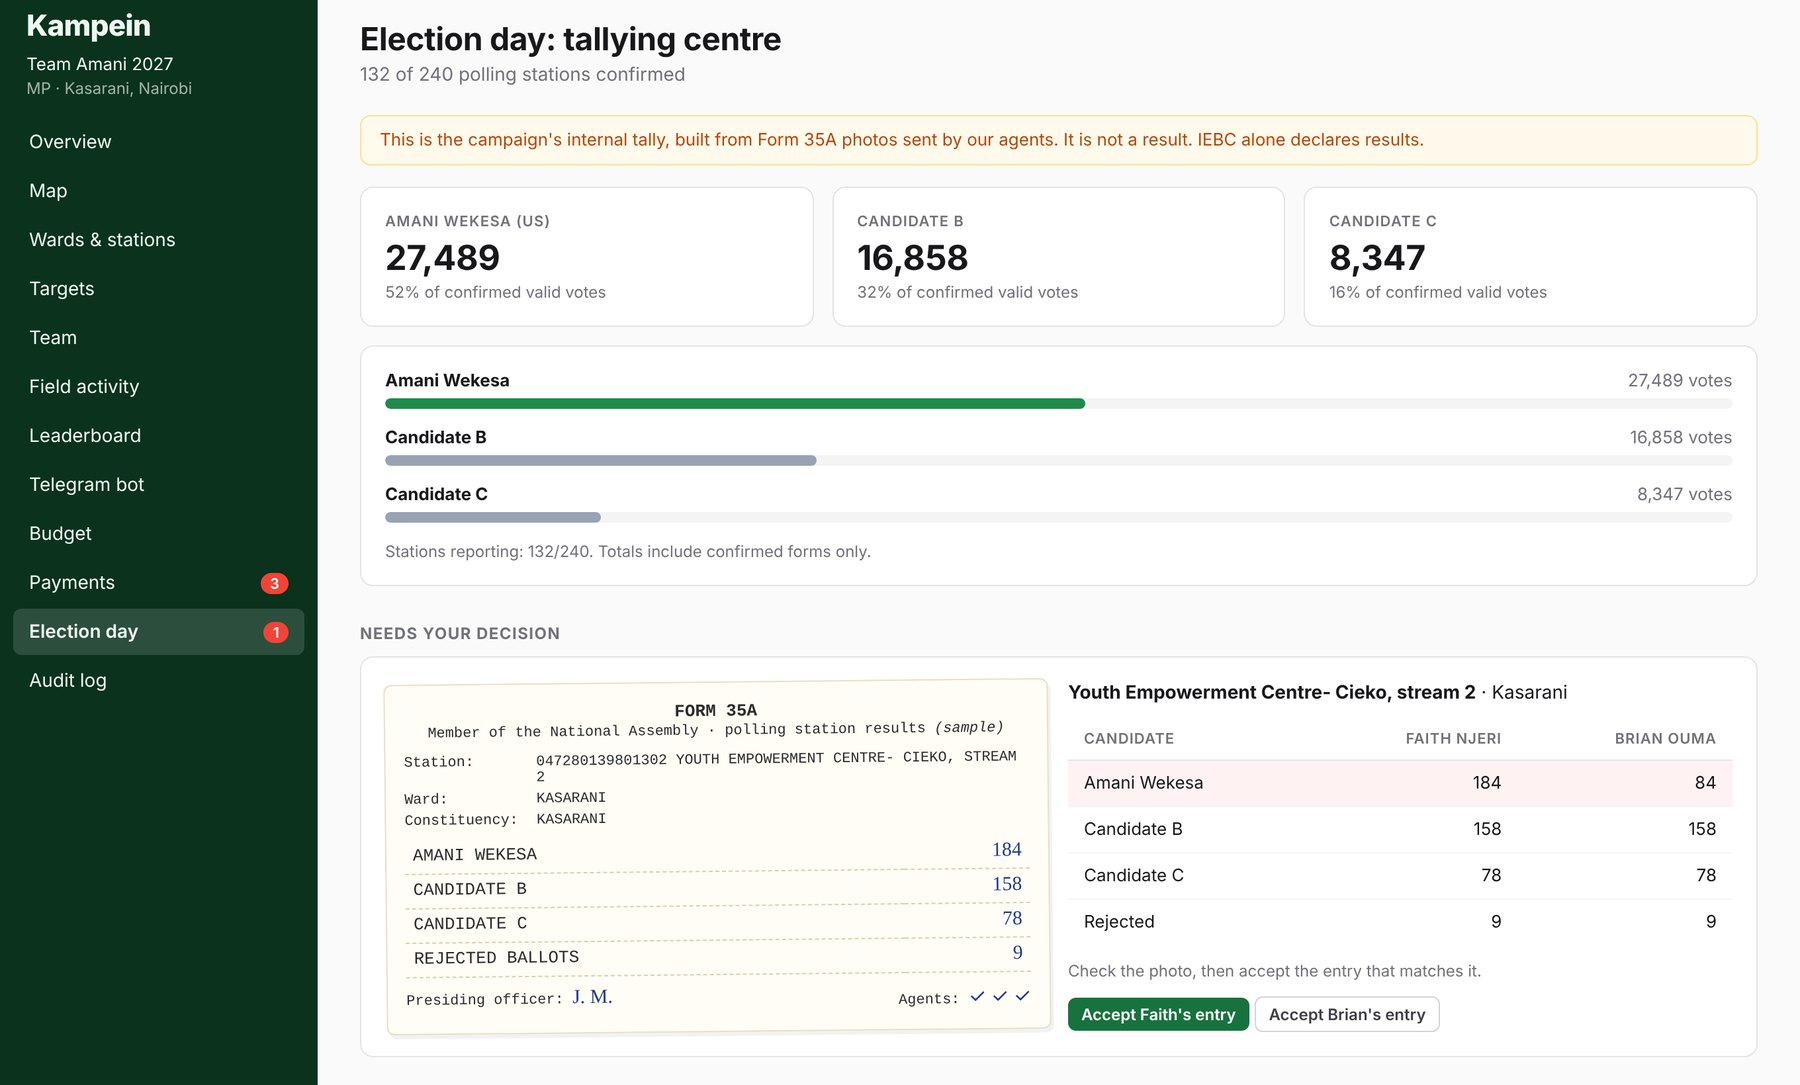 Kampein
Team Amani 2027
MP · Kasarani, Nairobi
Overview
Map
Wards & stations
Targets
Team
Field activity
Leaderboard
Telegram bot
Budget
Payments 3
Election day 1
Audit log
Election day: tallying centre
132 of 240 polling stations confirmed
This is the campaign's internal tally, built from Form 35A photos sent by our agents. It is not a result. IEBC alone declares results.
AMANI WEKESA (US)
27,489
52% of confirmed valid votes
CANDIDATE B
16,858
32% of confirmed valid votes
CANDIDATE C
8,347
16% of confirmed valid votes
Amani Wekesa 27,489 votes
Candidate B 16,858 votes
Candidate C 8,347 votes
Stations reporting: 132/240. Totals include confirmed forms only.
NEEDS YOUR DECISION
FORM 35A
Member of the National Assembly · polling station results (sample)
Station: 047280139801302 YOUTH EMPOWERMENT CENTRE- CIEKO, STREAM
2
Ward: KASARANI
Constituency: KASARANI
AMANI WEKESA 184
CANDIDATE B 158
CANDIDATE C 78
REJECTED BALLOTS 9
Presiding officer: J. M. Agents: ✓ ✓ ✓
Youth Empowerment Centre- Cieko, stream 2 · Kasarani
CANDIDATE FAITH NJERI BRIAN OUMA
Amani Wekesa 184 84
Candidate B 158 158
Candidate C 78 78
Rejected 9 9
Check the photo, then accept the entry that matches it.
Accept Faith's entry Accept Brian's entry